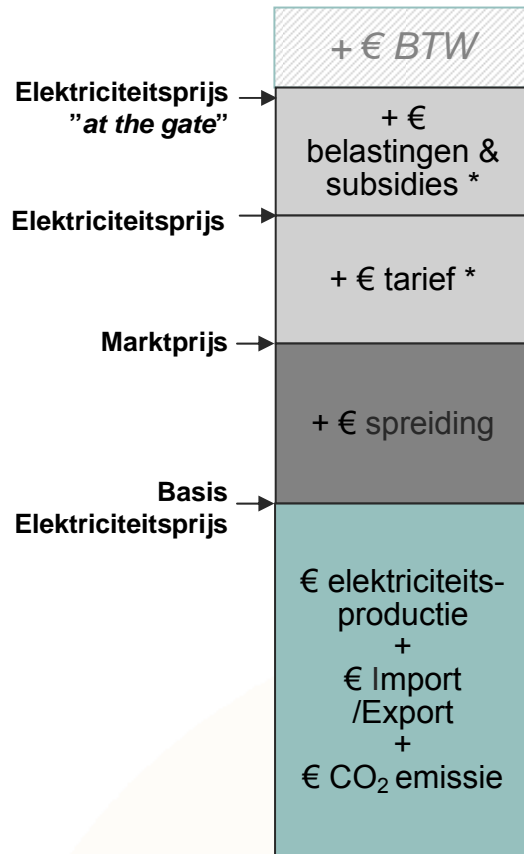 + € BTW
Elektriciteitsprijs
”at the gate”
+ €
belastingen &
subsidies *
Elektriciteitsprijs
+ € tarief *
Marktprijs
+ € spreiding
Basis
Elektriciteitsprijs
€ elektriciteits-
productie
+
€ Import
/Export
+
€ CO₂ emissie